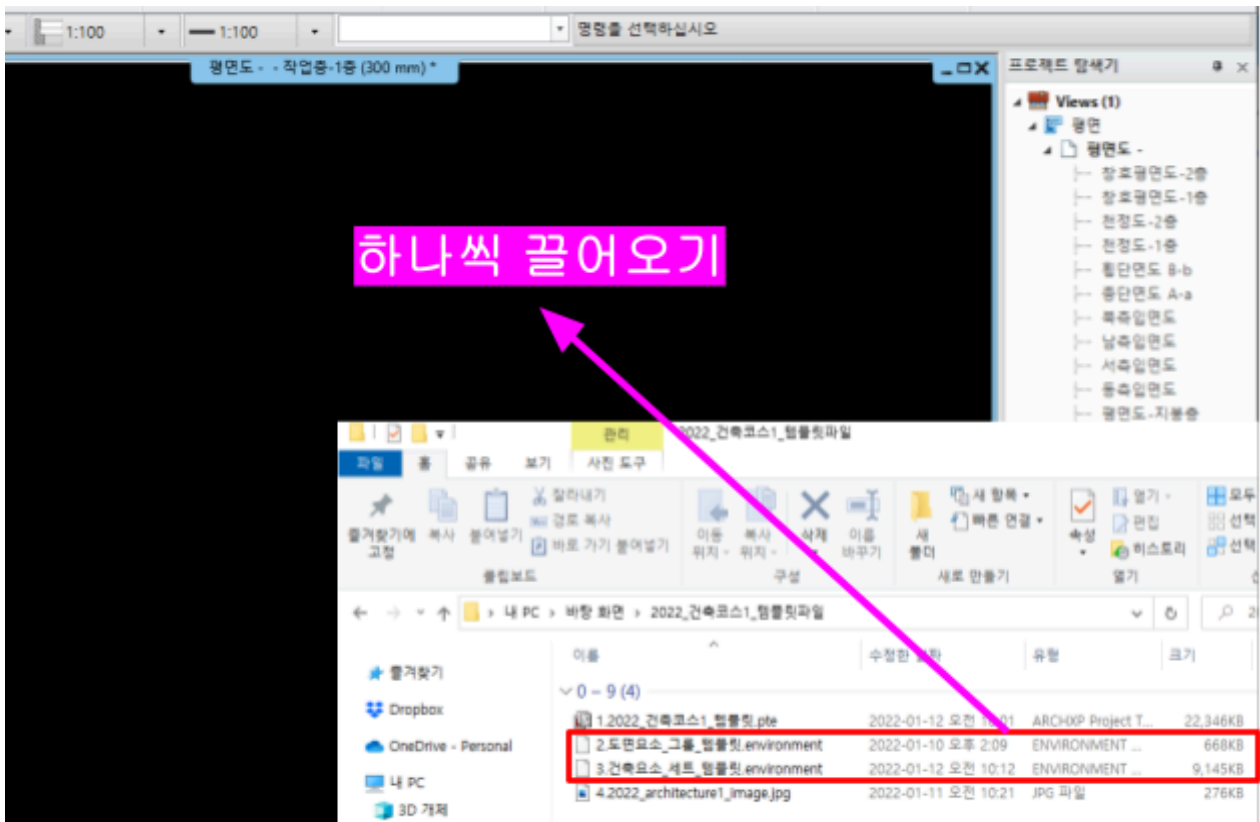 1:100
1:100
명령을 선택하십시오
평면도 - - 작업중-1층 (300 mm) *
프로젝트 탐색기
Views (1)
평면
평면도 -
창호평면도-2층
창호평면도-1층
천정도-2층
천정도-1층
횡단면도 B-b
종단면도 A-a
북측입면도
남측입면도
서측입면도
동측입면도
평면도-지붕층
하나씩 끌어오기
관리
2022_건축코스1_템플릿파일
파일 홈 공유 보기 사진 도구
즐겨찾기에 고정
복사
붙여넣기
잘라내기
경로 복사
바로 가기 붙여넣기
이동 위치
복사 위치
삭제
이름 바꾸기
새 폴더
새 항목
빠른 연결
속성
열기
편집
히스토리
모두
선택
선택
클립보드 구성 새로 만들기 열기
내 PC > 바탕 화면 > 2022_건축코스1_템플릿파일
이름 수정한 유형 크기
즐겨찾기
Dropbox
OneDrive - Personal
내 PC
3D 개체
0 – 9 (4)
1.2022_건축코스1_템플릿.pte 2022-01-12 오전 ARCHXP Project T... 22,346KB
2.도면요소_그룹_템플릿.environment 2022-01-10 오후 2:09 ENVIRONMENT ... 668KB
3.건축요소_세트_템플릿.environment 2022-01-12 오전 10:12 ENVIRONMENT ... 9,145KB
4.2022_architecture1_image.jpg 2022-01-11 오전 10:21 JPG 파일 276KB